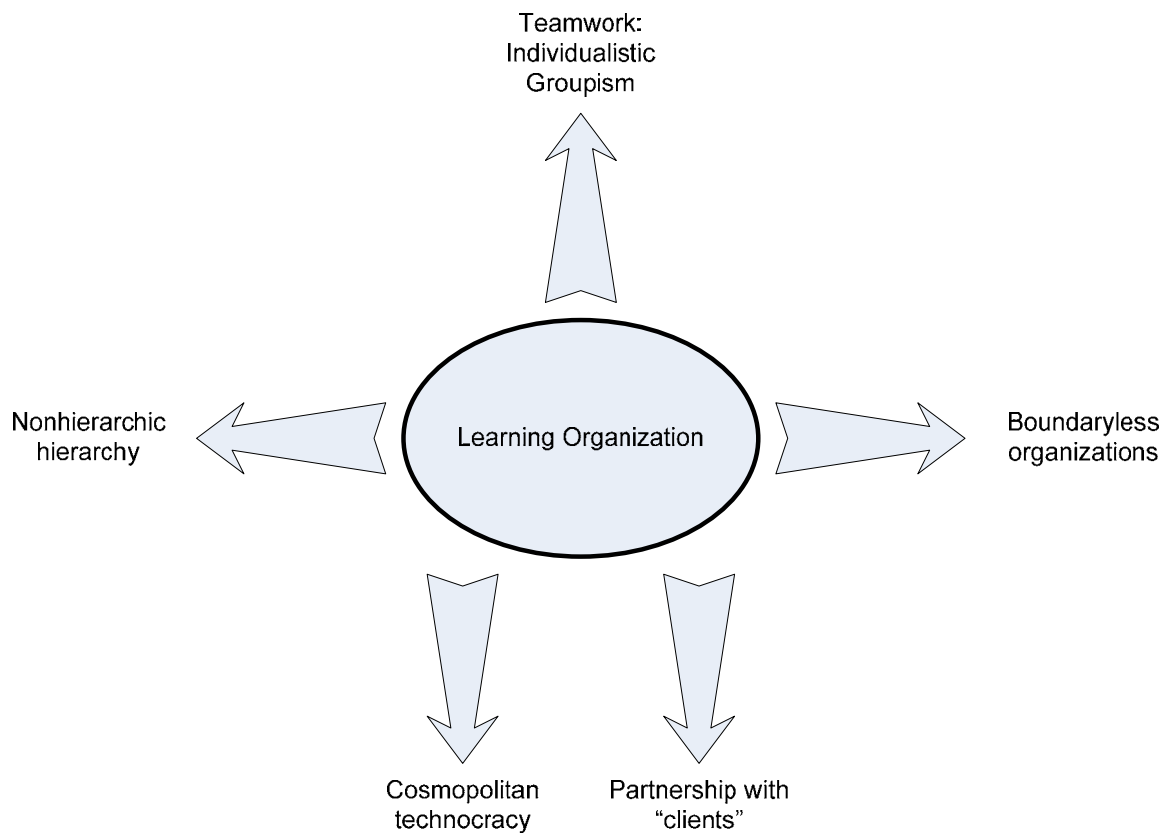 Teamwork:
Individualistic
Groupism
Nonhierarchic
hierarchy
Learning Organization
Boundaryless
organizations
Cosmopolitan
technocracy
Partnership with
“clients”